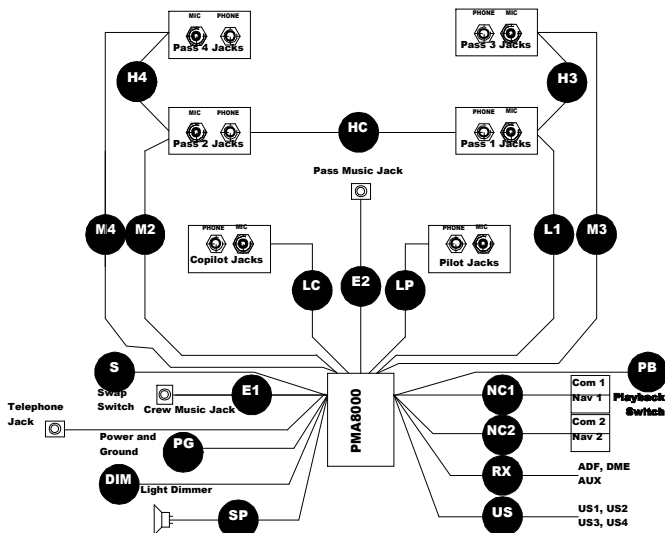 MIC PHONE
Pass 4 Jacks
PHONE MIC
Pass 3 Jacks
H4
H3
MIC PHONE
Pass 2 Jacks
HC
PHONE MIC
Pass 1 Jacks
Pass Music Jack
M4
M2
PHONE MIC
Copilot Jacks
PHONE MIC
Pilot Jacks
L1
M3
LC
E2
LP
S
Swap
Switch
PB
Playback
Switch
E1
Crew Music Jack
PMA8000
NC1
Com 1
Nav 1
Telephone
Jack
NC2
Com 2
Nav 2
Power and
Ground
PG
RX
ADF, DME
AUX
DIM
Light Dimmer
SP
US
US1, US2
US3, US4